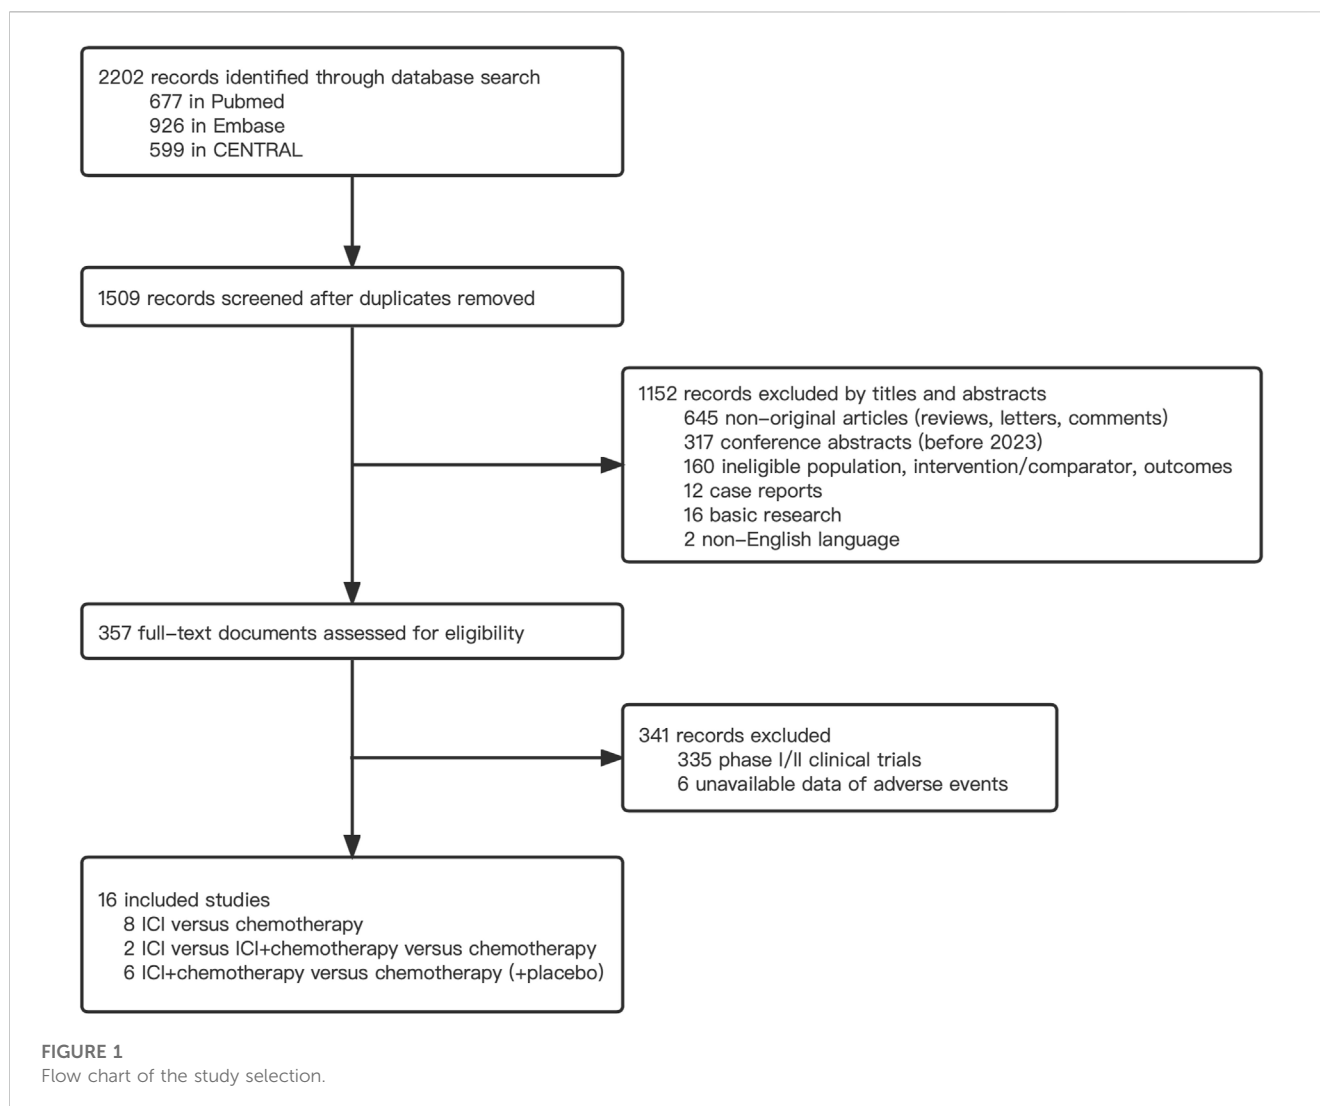 2202 records identified through database search
677 in Pubmed
926 in Embase
599 in CENTRAL
1509 records screened after duplicates removed
1152 records excluded by titles and abstracts
645 non–original articles (reviews, letters, comments)
317 conference abstracts (before 2023)
160 ineligible population, intervention/comparator, outcomes
12 case reports
16 basic research
2 non–English language
357 full–text documents assessed for eligibility
341 records excluded
335 phase I/II clinical trials
6 unavailable data of adverse events
16 included studies
8 ICI versus chemotherapy
2 ICI versus ICI+chemotherapy versus chemotherapy
6 ICI+chemotherapy versus chemotherapy (+placebo)
FIGURE 1
Flow chart of the study selection.